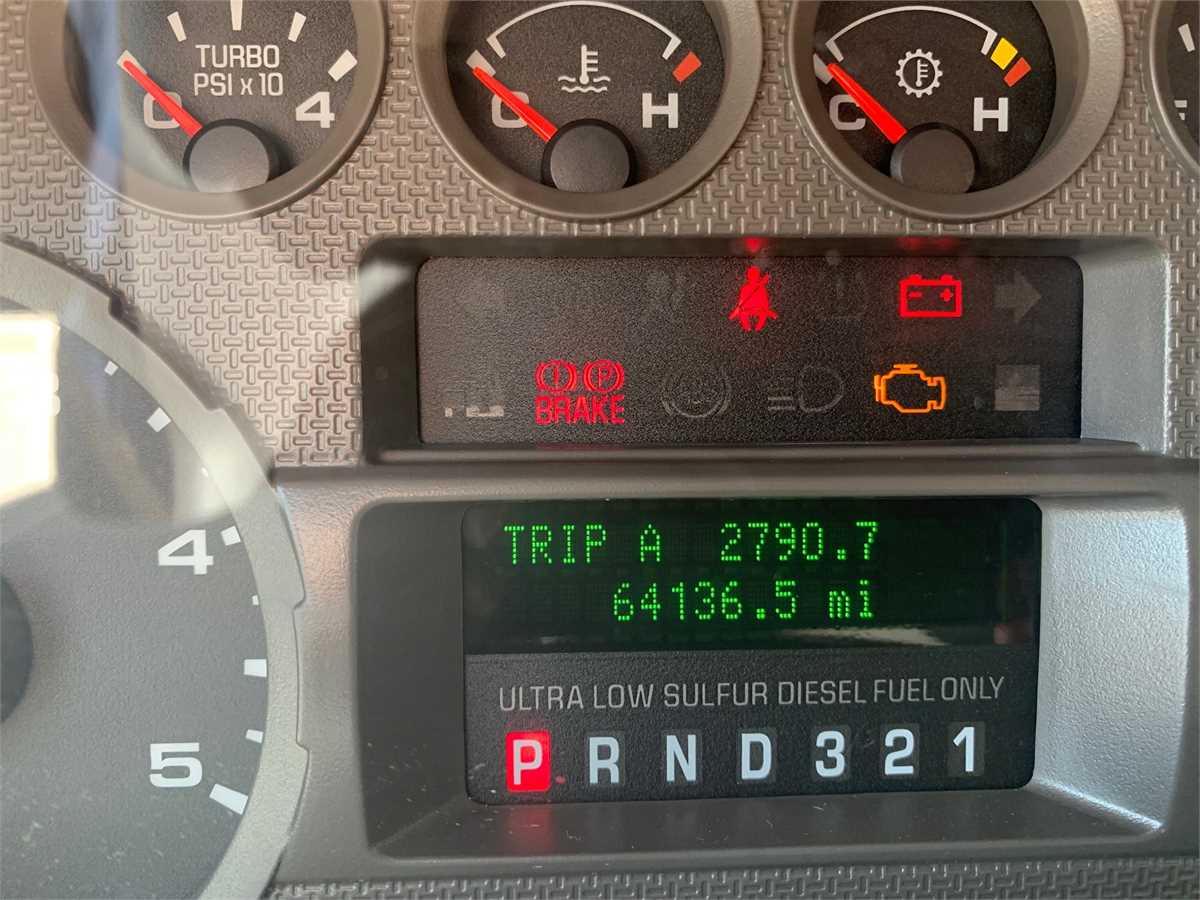 TURBO
PSI x 10
0 4
C H
C H
BRAKE
4
TRIP A 2790.7
64136.5 mi
ULTRA LOW SULFUR DIESEL FUEL ONLY
5
P R N D 3 2 1